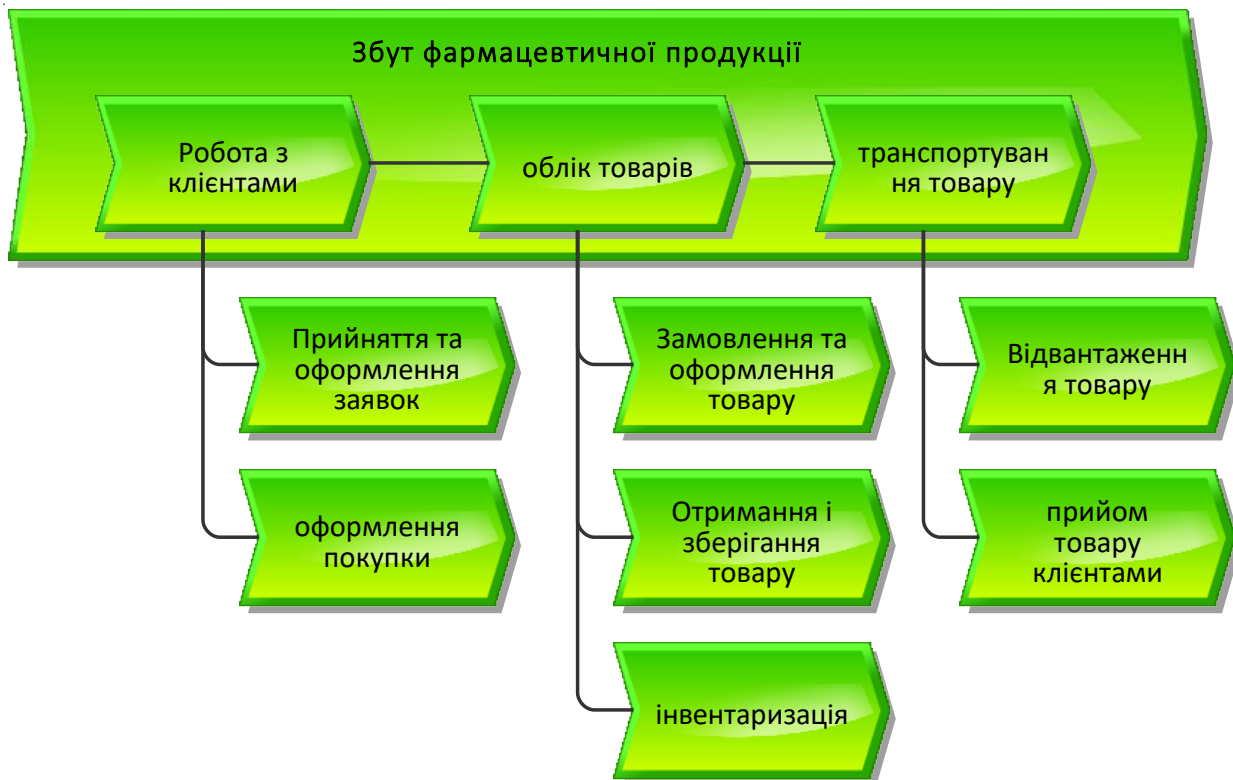 Збут фармацевтичної продукції
Робота з
клієнтами
облік товарів
транспортуван
ня товару
Прийняття та
оформлення
заявок
Замовлення та
оформлення
товару
Відвантаженн
я товару
оформлення
покупки
Отримання і
зберігання
товару
прийом
товару
клієнтами
інвентаризація